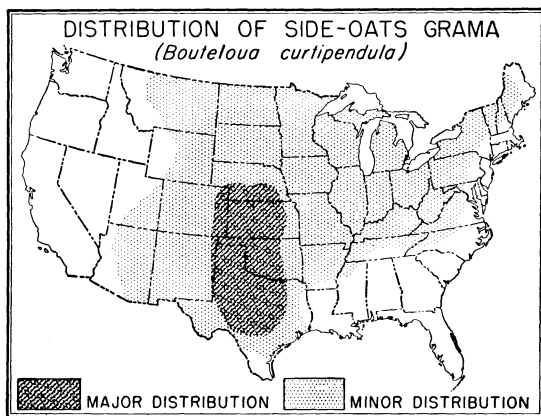 DISTRIBUTION OF SIDE-OATS GRAMA
(Bouteloua curtipendula)
MAJOR DISTRIBUTION
MINOR DISTRIBUTION